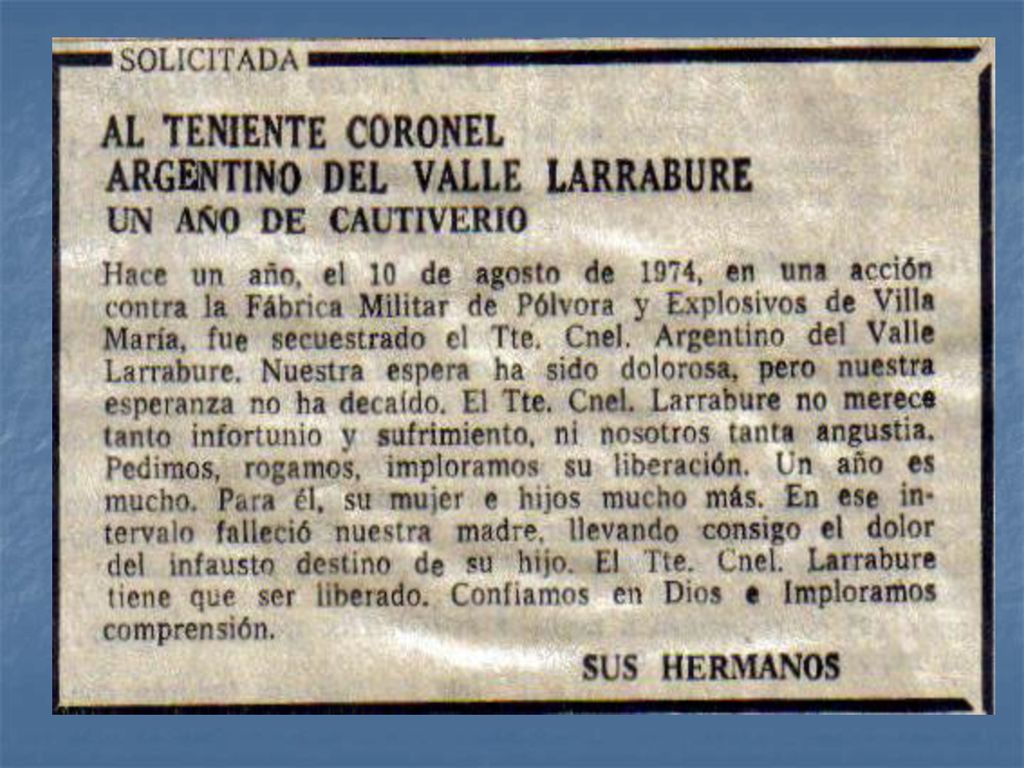 SOLICITADA
AL TENIENTE CORONEL
ARGENTINO DEL VALLE LARRABURE
UN AÑO DE CAUTIVERIO
Hace un año, el 10 de agosto de 1974, en una acción
contra la Fábrica Militar de Pólvora y Explosivos de Villa
María, fue secuestrado el Tte. Cnel. Argentino del Valle
Larrabure. Nuestra espera ha sido dolorosa, pero nuestra
esperanza no ha decaído. El Tte. Cnel. Larrabure no merece
tanto infortunio y sufrimiento, ni nosotros tanta angustia.
Pedimos, rogamos, imploramos su liberación. Un año es
mucho. Para él, su mujer e hijos mucho más. En ese in-
tervalo falleció nuestra madre, llevando consigo el dolor
del infausto destino de su hijo. El Tte. Cnel. Larrabure
tiene que ser liberado. Confiamos en Dios e Imploramos
comprensión.
SUS HERMANOS